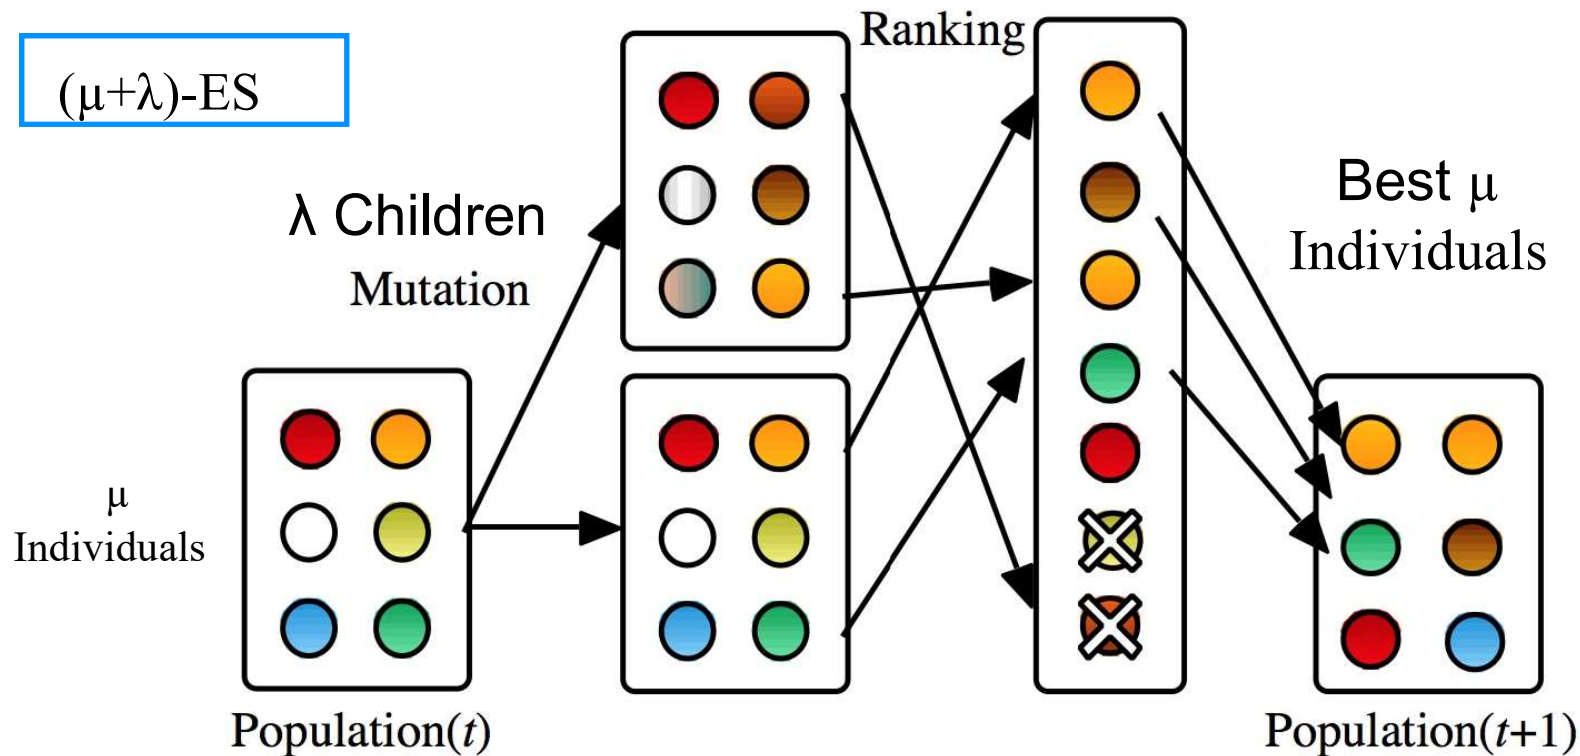 (μ+λ)-ES
Ranking
λ Children
Mutation
Best μ
Individuals
μ
Individuals
Population(t)
Population(t+1)